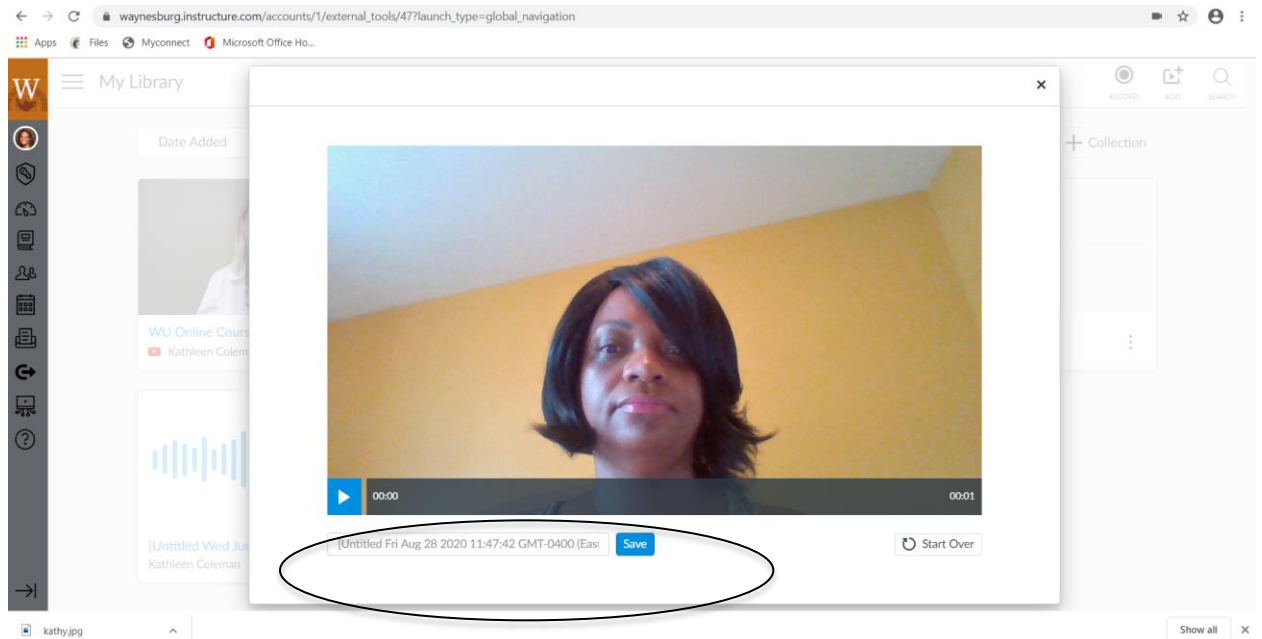 waynesburg.instructure.com/accounts/1/external_tools/47?launch_type=global_navigation
Apps Files Myconnect Microsoft Office Ho...
W
My Library
×
RECORD ADD SEARCH
Date Added
+ Collection
WU Online Cours
Kathleen Colem
00:00 00:01
[Untitled Fri Aug 28 2020 11:47:42 GMT-0400 (East Save Start Over
[Untitled Wed Jun
Kathleen Coleman
kathy.jpg Show all ×